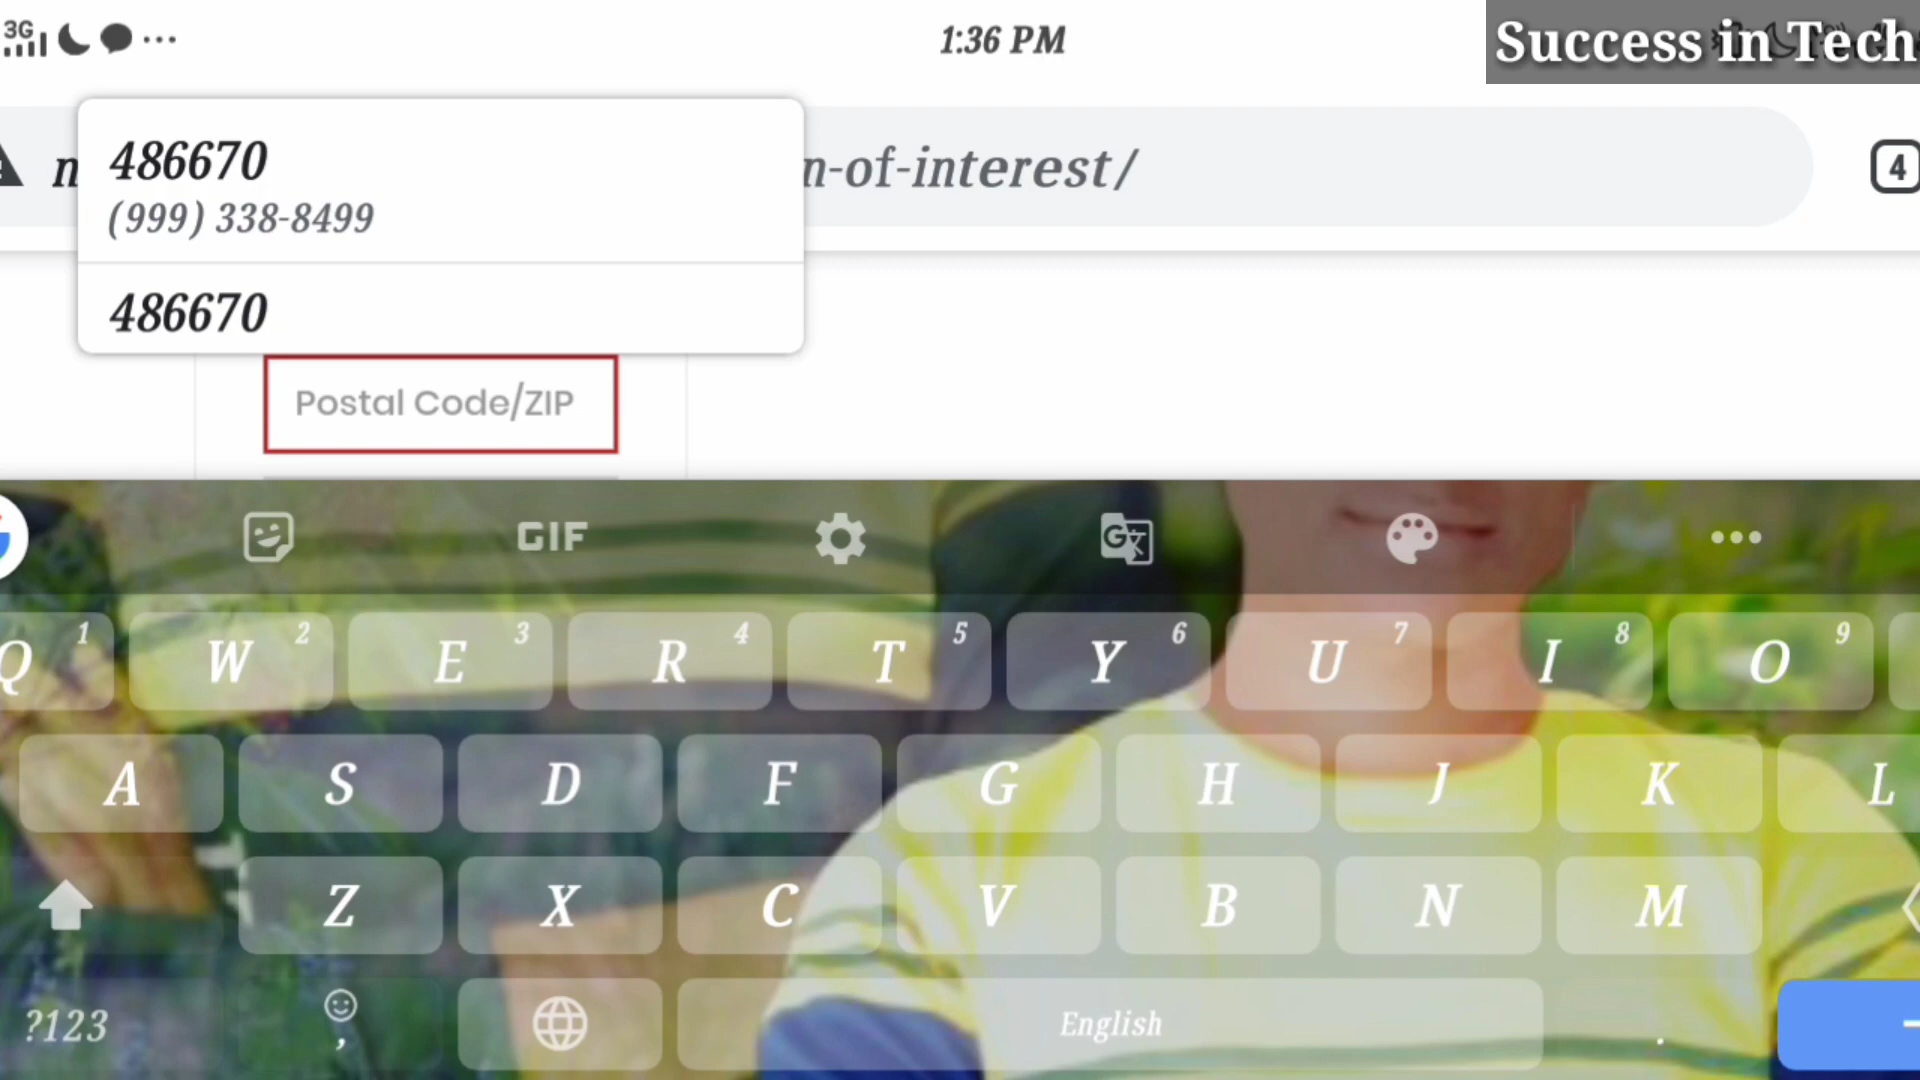 3G
1:36 PM
Success in Tech
486670
(999) 338-8499
486670
n
n-of-interest/
4
Postal Code/ZIP
GIF
G
Q 1 W 2 E 3 R 4 T 5 Y 6 U 7 I 8 O 9
A S D F G H J K L
Z X C V B N M
?123 , English .